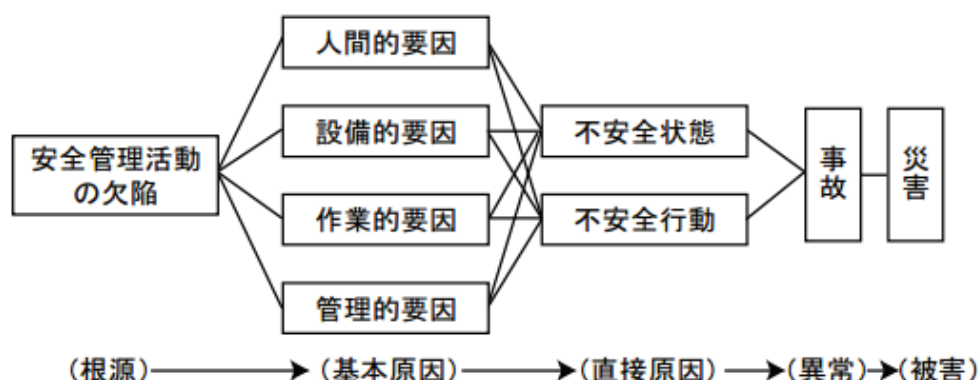 安全管理活動
の欠陥
人間的要因
設備的要因
作業的要因
管理的要因
不安全状態
不安全行動
事故
災害
(根源)
(基本原因)
(直接原因)
(異常)
(被害)